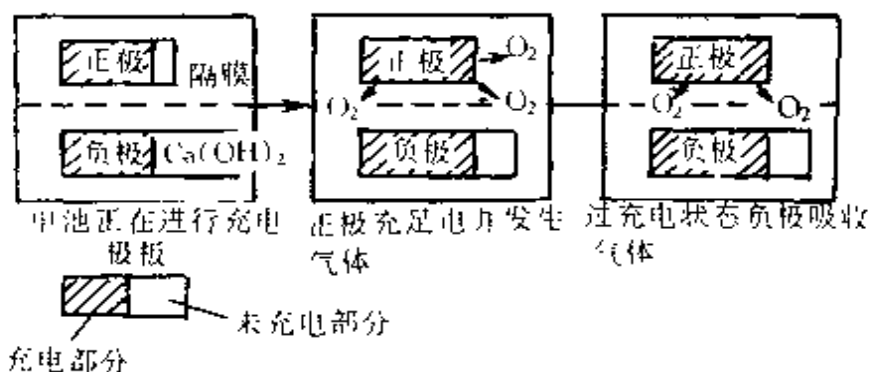 正极
隔膜
负极 Ca(OH)₂
电池正在进行充电
正极 O₂
O₂ O₂
负极
正极充足电并发生
气体
正极
O₂ O₂
负极
过充电状态负极吸收
气体
极板
未充电部分
充电部分